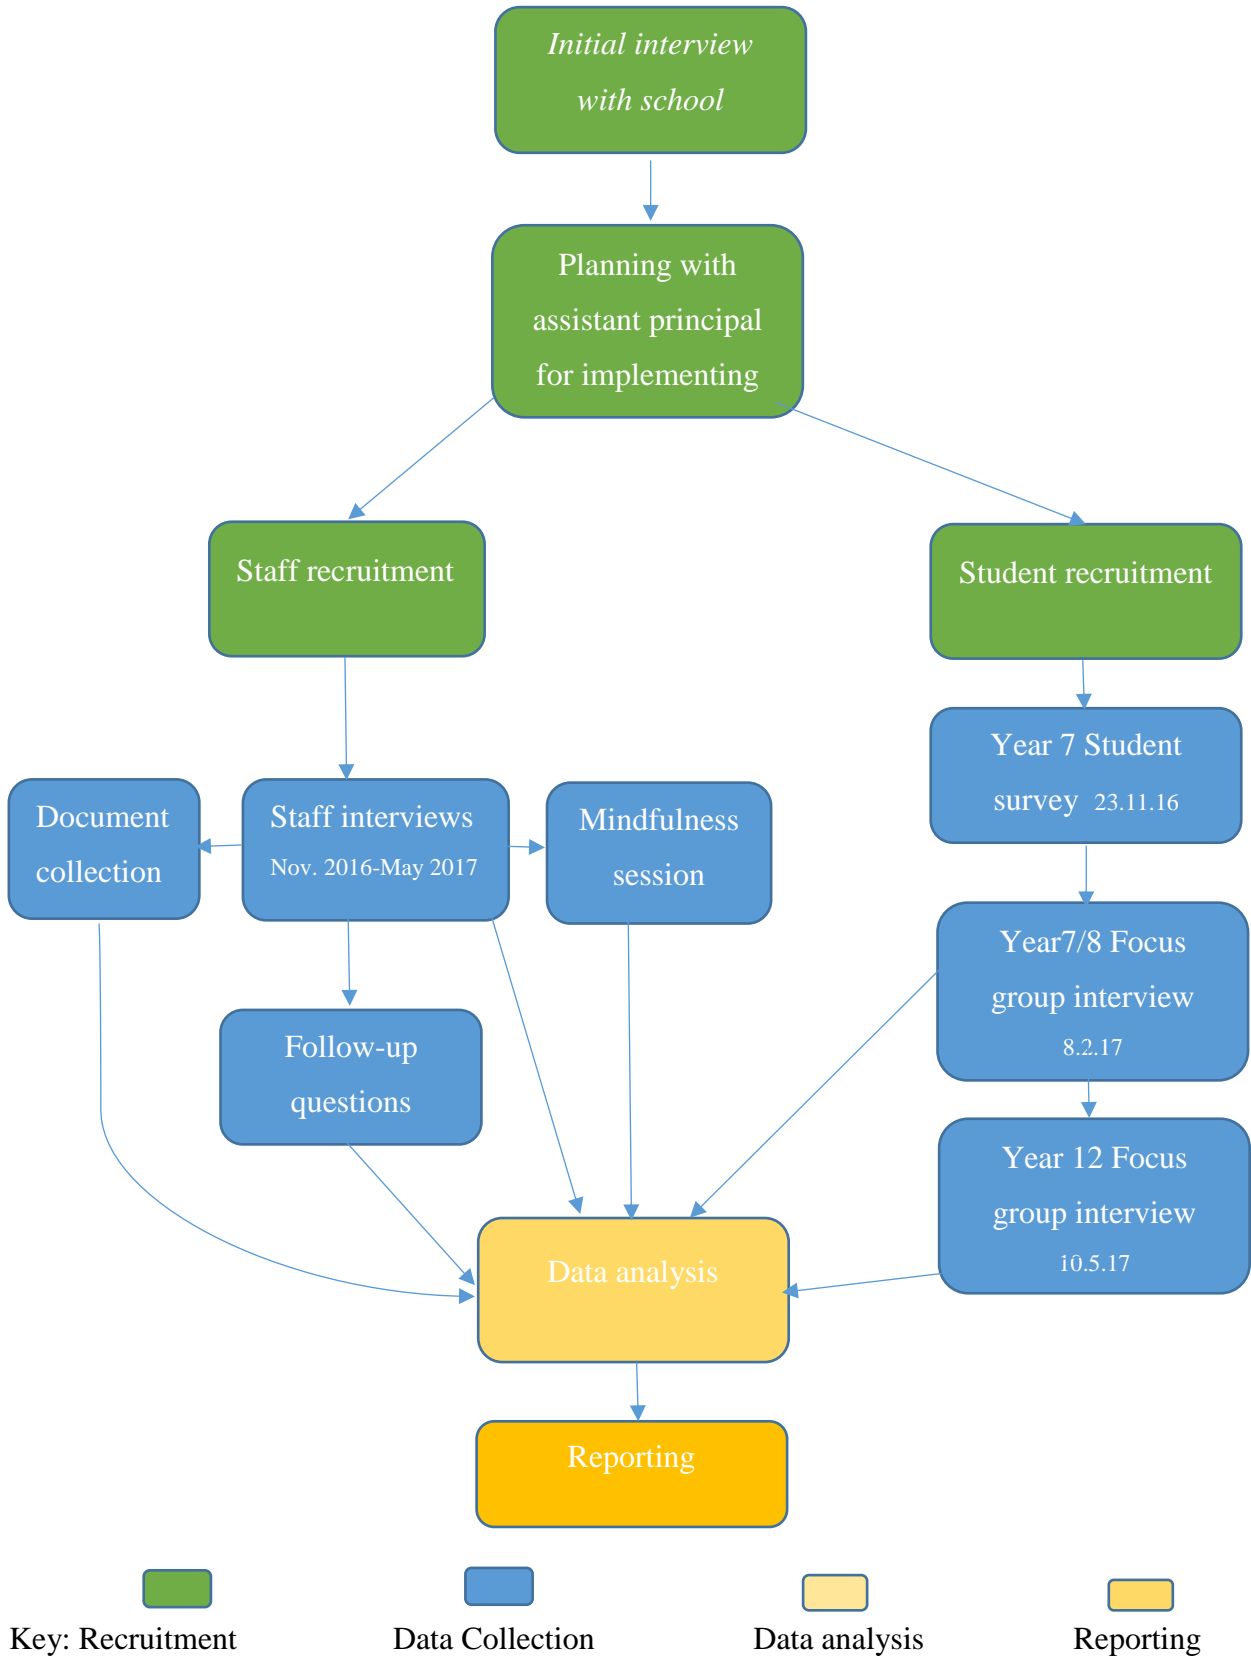 Initial interview
with school
Planning with
assistant principal
for implementing
Staff recruitment
Student recruitment
Year 7 Student
survey 23.11.16
Document
collection
Staff interviews
Nov. 2016-May 2017
Mindfulness
session
Year7/8 Focus
group interview
8.2.17
Follow-up
questions
Year 12 Focus
group interview
10.5.17
Data analysis
Reporting
Key: Recruitment
Data Collection
Data analysis
Reporting